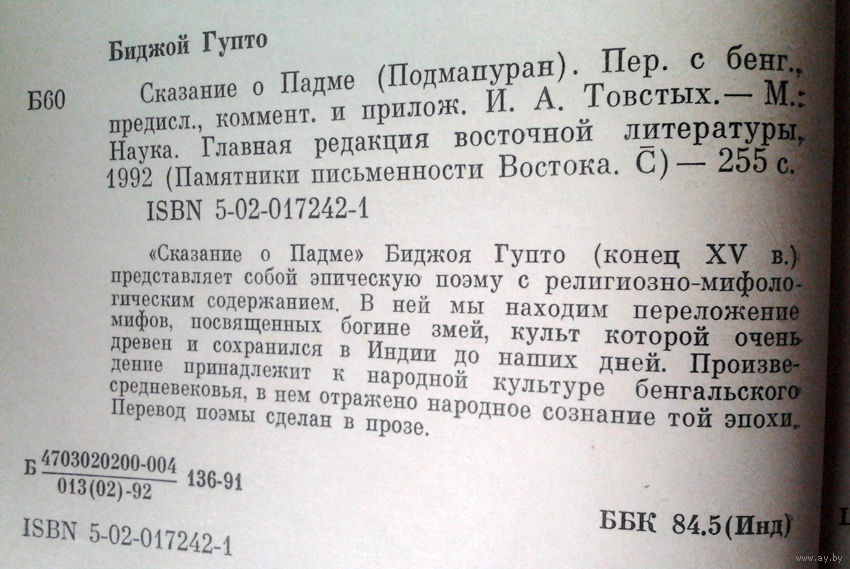 Биджой Гупто
Б60
Сказание о Падме (Подмапуран). Пер. с бенг.,
предисл., коммент. и прилож. И. А. Товстых.— М.:
Наука. Главная редакция восточной литературы,
1992 (Памятники письменности Востока. C̄) — 255 с.
ISBN 5-02-017242-1
«Сказание о Падме» Биджоя Гупто (конец XV в.)
представляет собой эпическую поэму с религиозно-мифоло-
гическим содержанием. В ней мы находим переложение
мифов, посвященных богине змей, культ которой очень
древен и сохранился в Индии до наших дней. Произве-
дение принадлежит к народной культуре бенгальского
средневековья, в нем отражено народное сознание той эпохи.
Перевод поэмы сделан в прозе.
Б 4703020200-004
013(02)-92
136-91
ББК 84.5(Инд)
ISBN 5-02-017242-1
www.ay.by